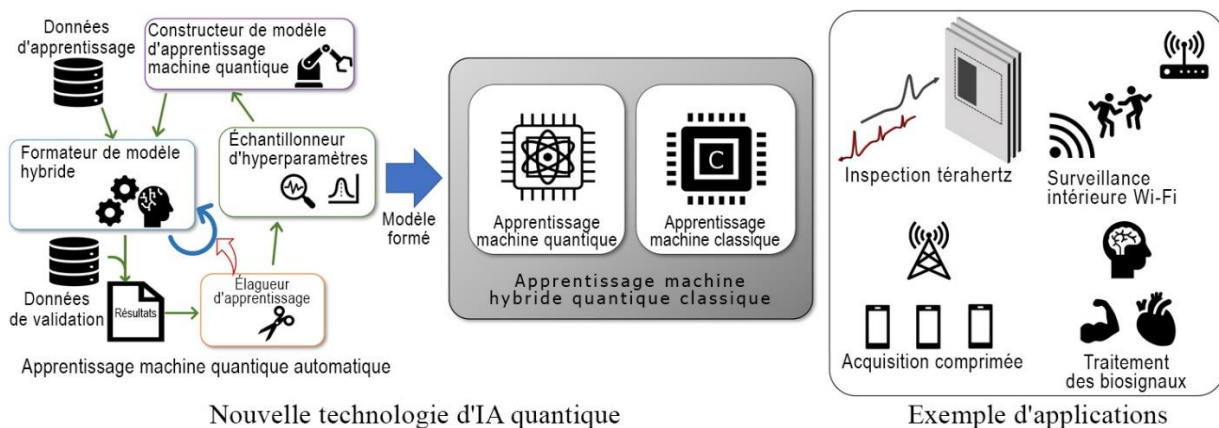 Données
d'apprentissage
Constructeur de modèle
d'apprentissage
machine quantique
Formateur de modèle
hybride
Échantillonneur
d'hyperparamètres
Données
de validation
Résultats
Élagueur
d'apprentissage
Apprentissage machine quantique automatique
Modèle
formé
Apprentissage
machine quantique
C
Apprentissage
machine classique
Apprentissage machine
hybride quantique classique
Inspection térahertz
Surveillance
intérieure Wi-Fi
Acquisition comprimée
Traitement
des biosignaux
Nouvelle technologie d'IA quantique
Exemple d'applications